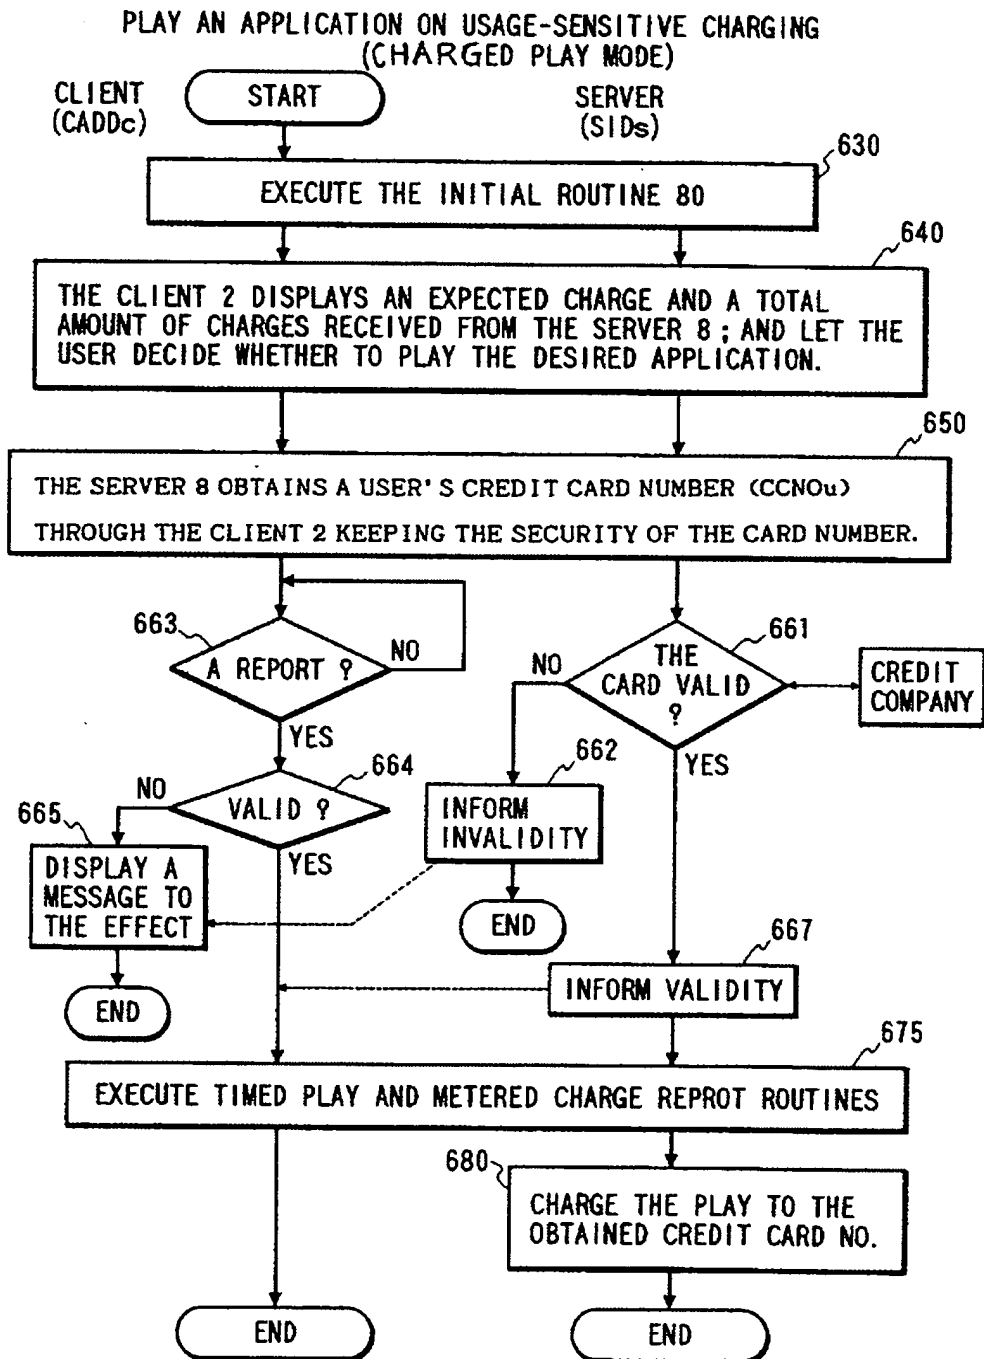 PLAY AN APPLICATION ON USAGE-SENSITIVE CHARGING
(CHARGED PLAY MODE)
CLIENT
(CADDc)
START
SERVER
(SIDs)
630
EXECUTE THE INITIAL ROUTINE 80
640
THE CLIENT 2 DISPLAYS AN EXPECTED CHARGE AND A TOTAL
AMOUNT OF CHARGES RECEIVED FROM THE SERVER 8; AND LET THE
USER DECIDE WHETHER TO PLAY THE DESIRED APPLICATION.
650
THE SERVER 8 OBTAINS A USER'S CREDIT CARD NUMBER (CCNOu)
THROUGH THE CLIENT 2 KEEPING THE SECURITY OF THE CARD NUMBER.
663
A REPORT ?
NO
YES
661
THE
CARD VALID
?
NO
YES
CREDIT
COMPANY
664
VALID ?
NO
YES
662
INFORM
INVALIDITY
END
665
DISPLAY A
MESSAGE TO
THE EFFECT
END
667
INFORM VALIDITY
675
EXECUTE TIMED PLAY AND METERED CHARGE REPROT ROUTINES
680
CHARGE THE PLAY TO THE
OBTAINED CREDIT CARD NO.
END
END